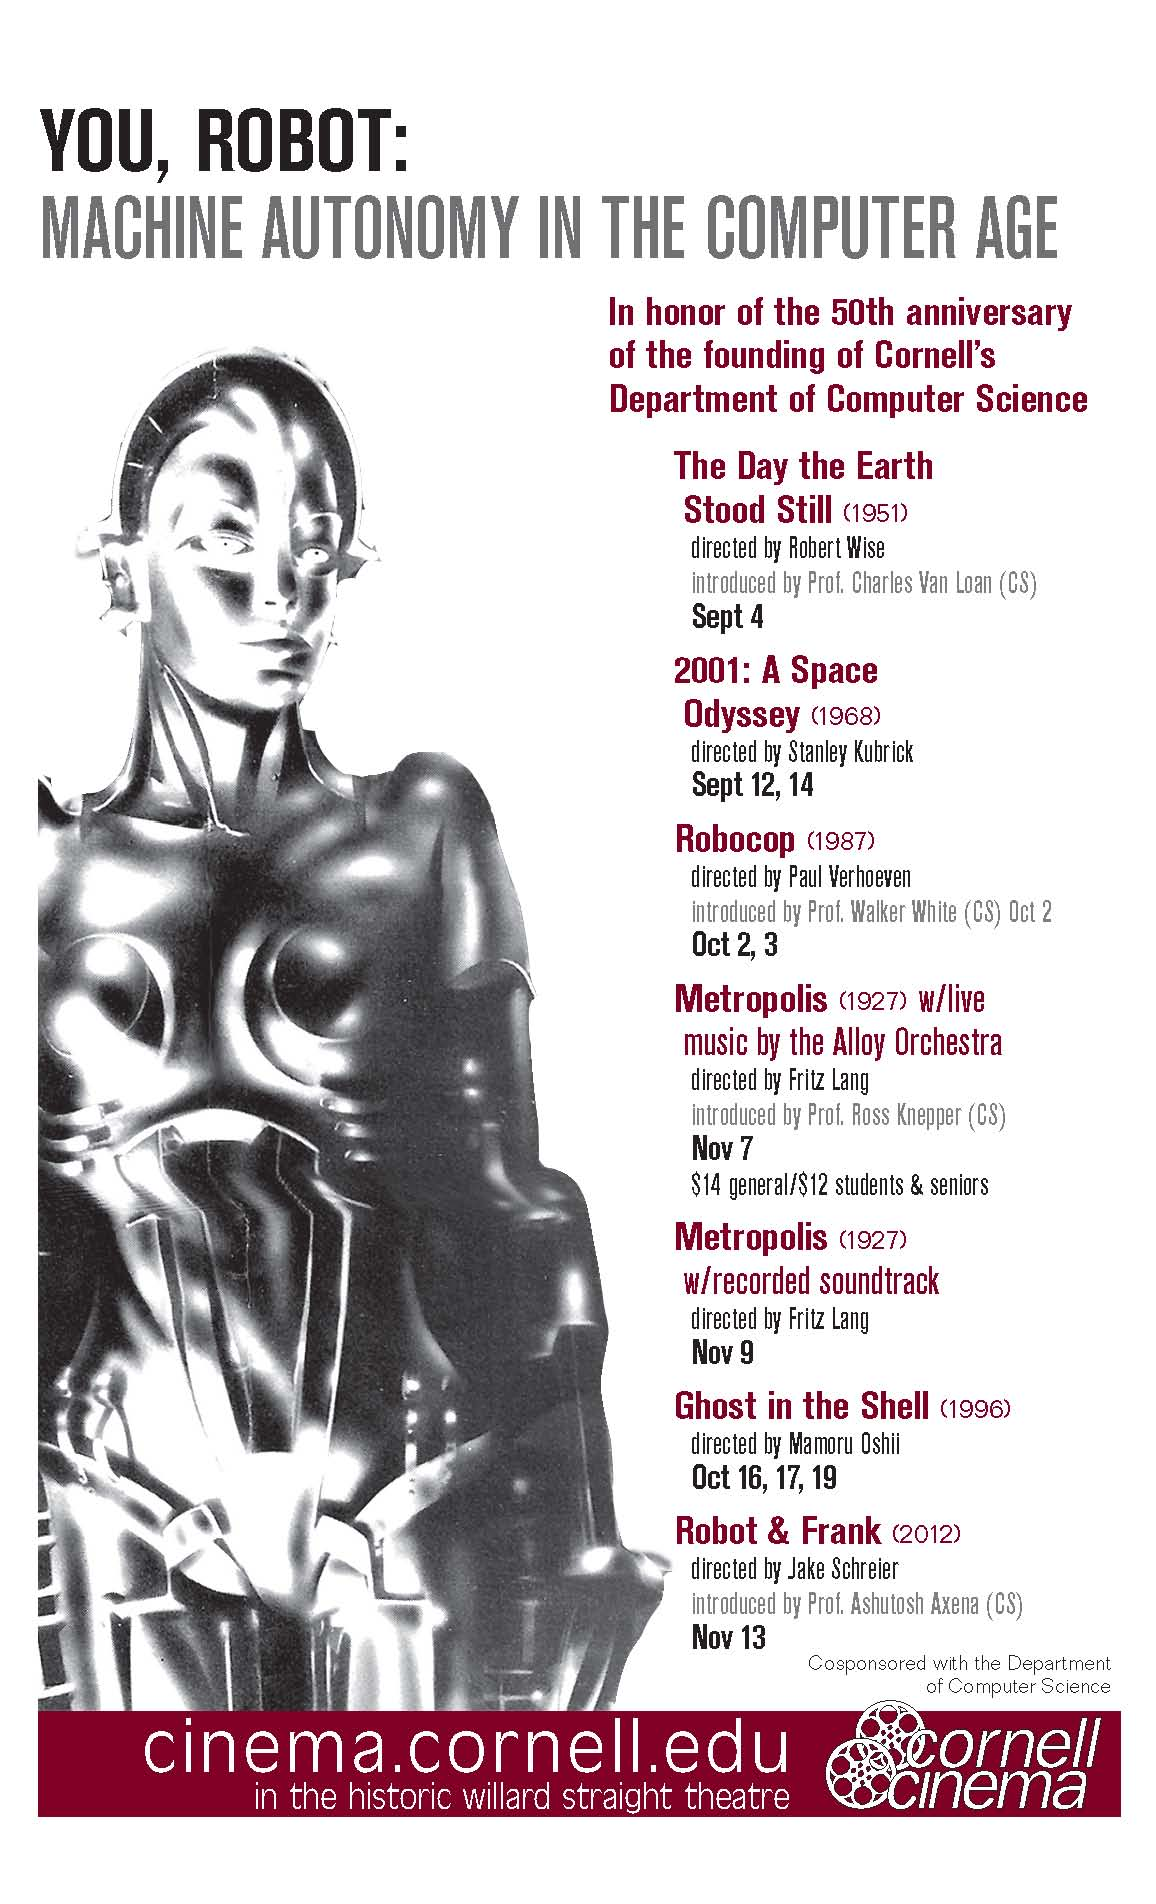 YOU, ROBOT:
MACHINE AUTONOMY IN THE COMPUTER AGE
In honor of the 50th anniversary
of the founding of Cornell's
Department of Computer Science
The Day the Earth
Stood Still (1951)
directed by Robert Wise
introduced by Prof. Charles Van Loan (CS)
Sept 4
2001: A Space
Odyssey (1968)
directed by Stanley Kubrick
Sept 12, 14
Robocop (1987)
directed by Paul Verhoeven
introduced by Prof. Walker White (CS) Oct 2
Oct 2, 3
Metropolis (1927) w/live
music by the Alloy Orchestra
directed by Fritz Lang
introduced by Prof. Ross Knepper (CS)
Nov 7
$14 general/$12 students & seniors
Metropolis (1927)
w/recorded soundtrack
directed by Fritz Lang
Nov 9
Ghost in the Shell (1996)
directed by Mamoru Oshii
Oct 16, 17, 19
Robot & Frank (2012)
directed by Jake Schreier
introduced by Prof. Ashutosh Axena (CS)
Nov 13
Cosponsored with the Department
of Computer Science
cinema.cornell.edu
in the historic willard straight theatre
cornell
cinema